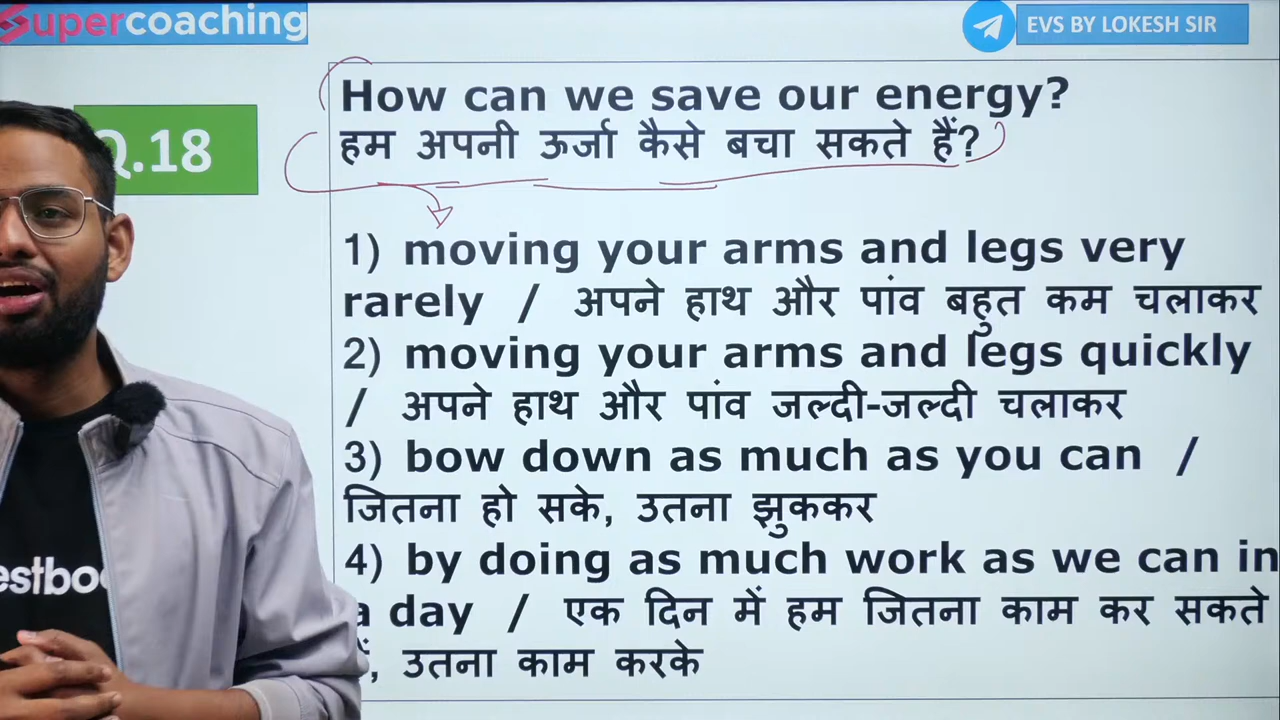 Supercoaching
EVS BY LOKESH SIR
Q.18
How can we save our energy?
हम अपनी ऊर्जा कैसे बचा सकते हैं?
1) moving your arms and legs very
rarely / अपने हाथ और पांव बहुत कम चलाकर
2) moving your arms and legs quickly
/ अपने हाथ और पांव जल्दी-जल्दी चलाकर
3) bow down as much as you can /
जितना हो सके, उतना झुककर
4) by doing as much work as we can in
a day / एक दिन में हम जितना काम कर सकते
उतना काम करके